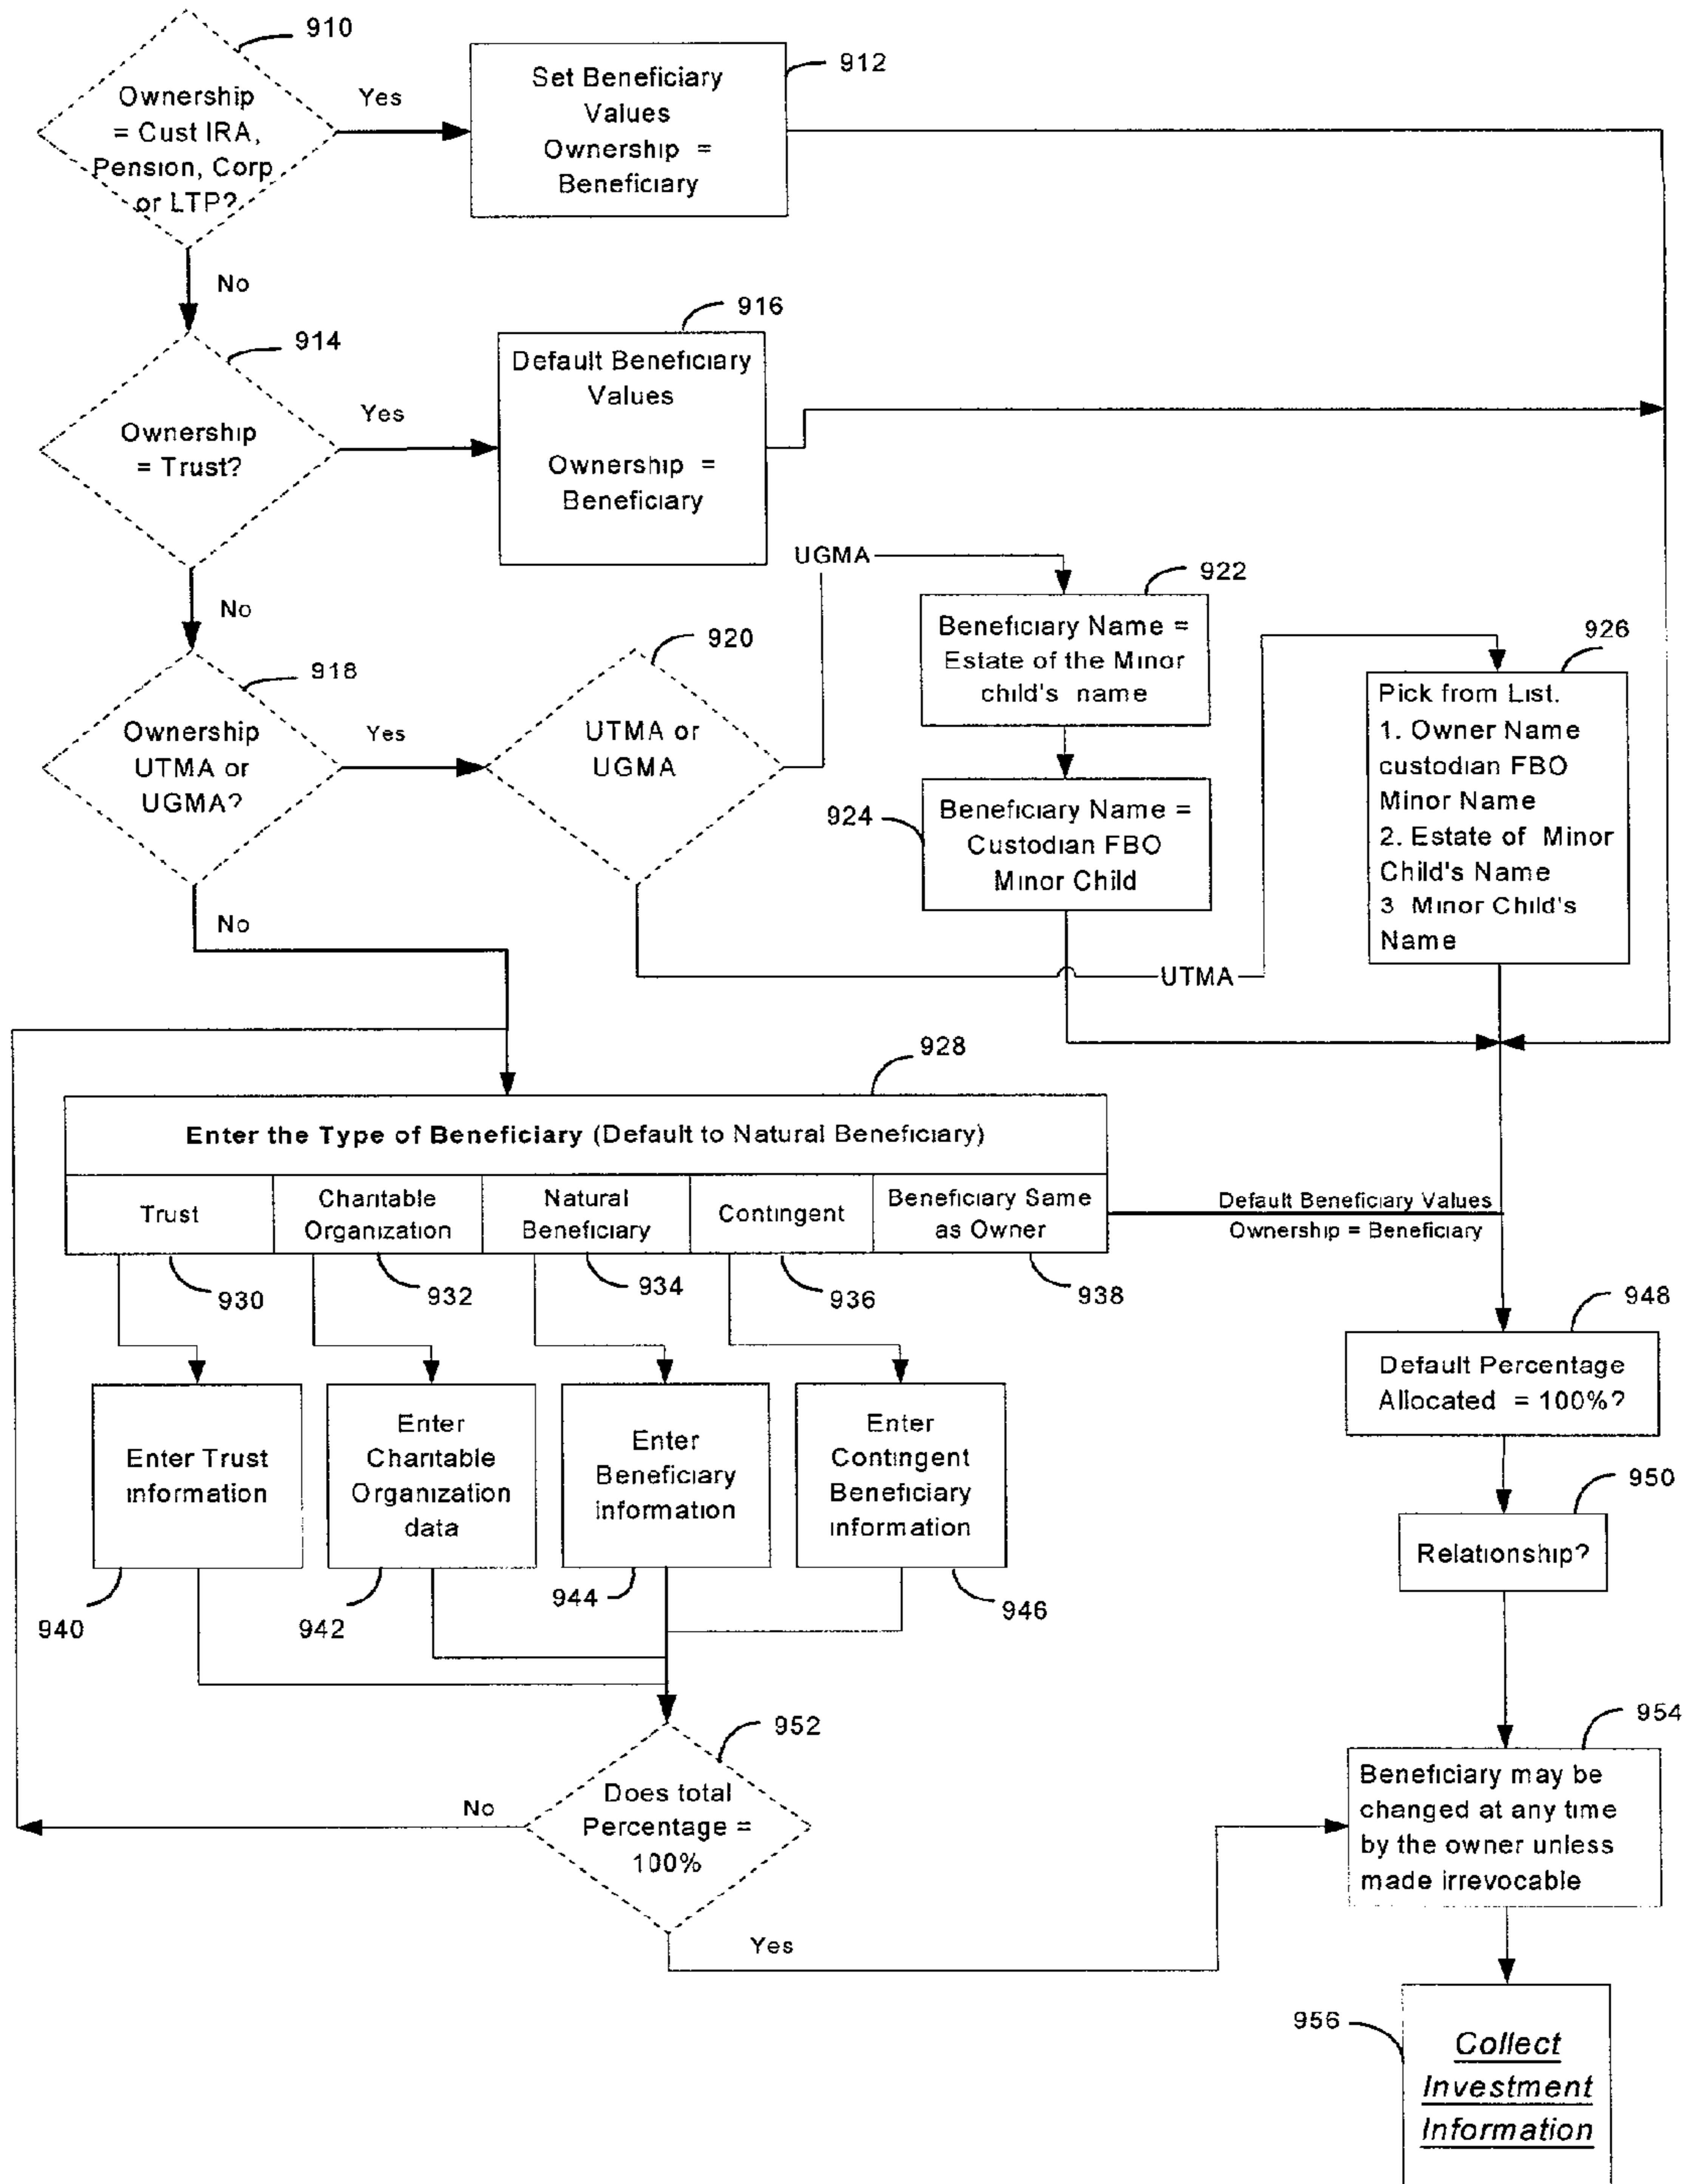 910
Ownership
= Cust IRA,
Pension, Corp
or LTP?
Yes
912
Set Beneficiary
Values
Ownership =
Beneficiary
No
914
Ownership
= Trust?
Yes
916
Default Beneficiary
Values
Ownership =
Beneficiary
No
918
Ownership
UTMA or
UGMA?
Yes
920
UTMA or
UGMA
UGMA
922
Beneficiary Name =
Estate of the Minor
child's name
924
Beneficiary Name =
Custodian FBO
Minor Child
926
Pick from List.
1. Owner Name
custodian FBO
Minor Name
2. Estate of Minor
Child's Name
3 Minor Child's
Name
UTMA
No
928
Enter the Type of Beneficiary (Default to Natural Beneficiary)
Trust
Charitable
Organization
Natural
Beneficiary
Contingent
Beneficiary Same
as Owner
930
932
934
936
938
Default Beneficiary Values
Ownership = Beneficiary
948
Default Percentage
Allocated = 100%?
950
Relationship?
Enter Trust
information
Enter
Charitable
Organization
data
Enter
Beneficiary
information
Enter
Contingent
Beneficiary
information
940
942
944
946
952
Does total
Percentage =
100%
No
Yes
954
Beneficiary may be
changed at any time
by the owner unless
made irrevocable
956
Collect
Investment
Information